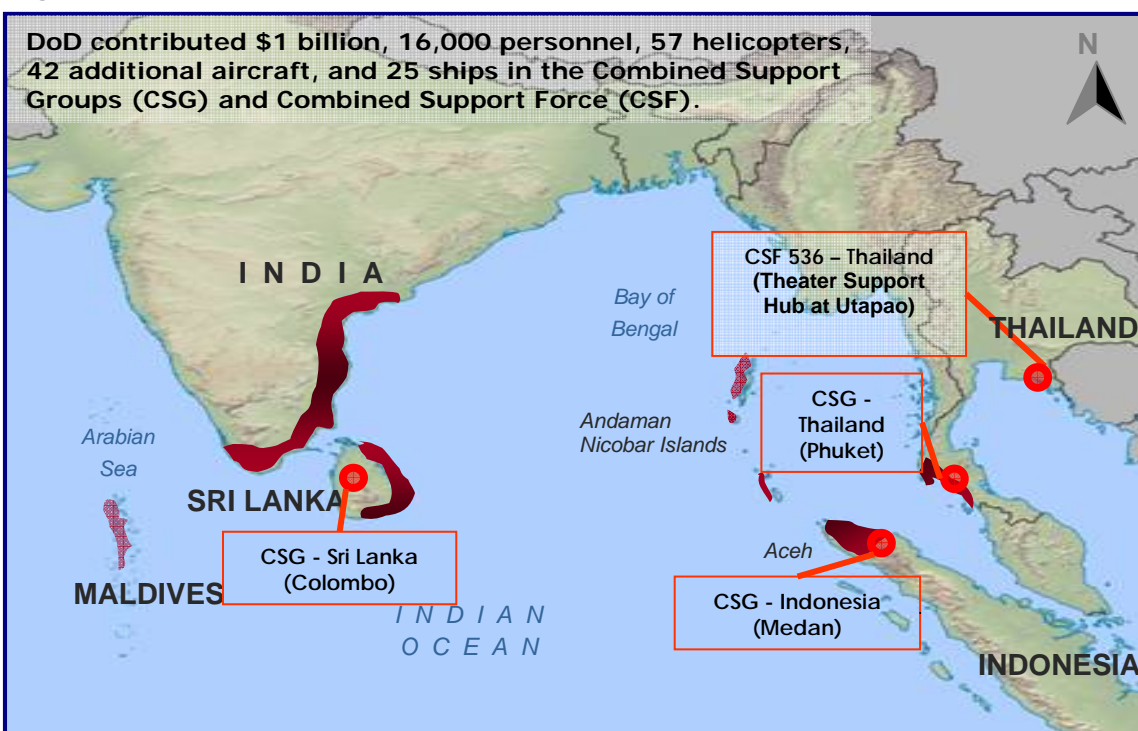 DoD contributed $1 billion, 16,000 personnel, 57 helicopters,
42 additional aircraft, and 25 ships in the Combined Support
Groups (CSG) and Combined Support Force (CSF).
N
CSF 536 – Thailand
(Theater Support
Hub at Utapao)
I N D I A
Bay of
Bengal
THAILAND
CSG -
Thailand
(Phuket)
Andaman
Nicobar Islands
Arabian
Sea
SRI LANKA
CSG - Sri Lanka
(Colombo)
Aceh
MALDIVES
CSG - Indonesia
(Medan)
I N D I A N
O C E A N
INDONESIA